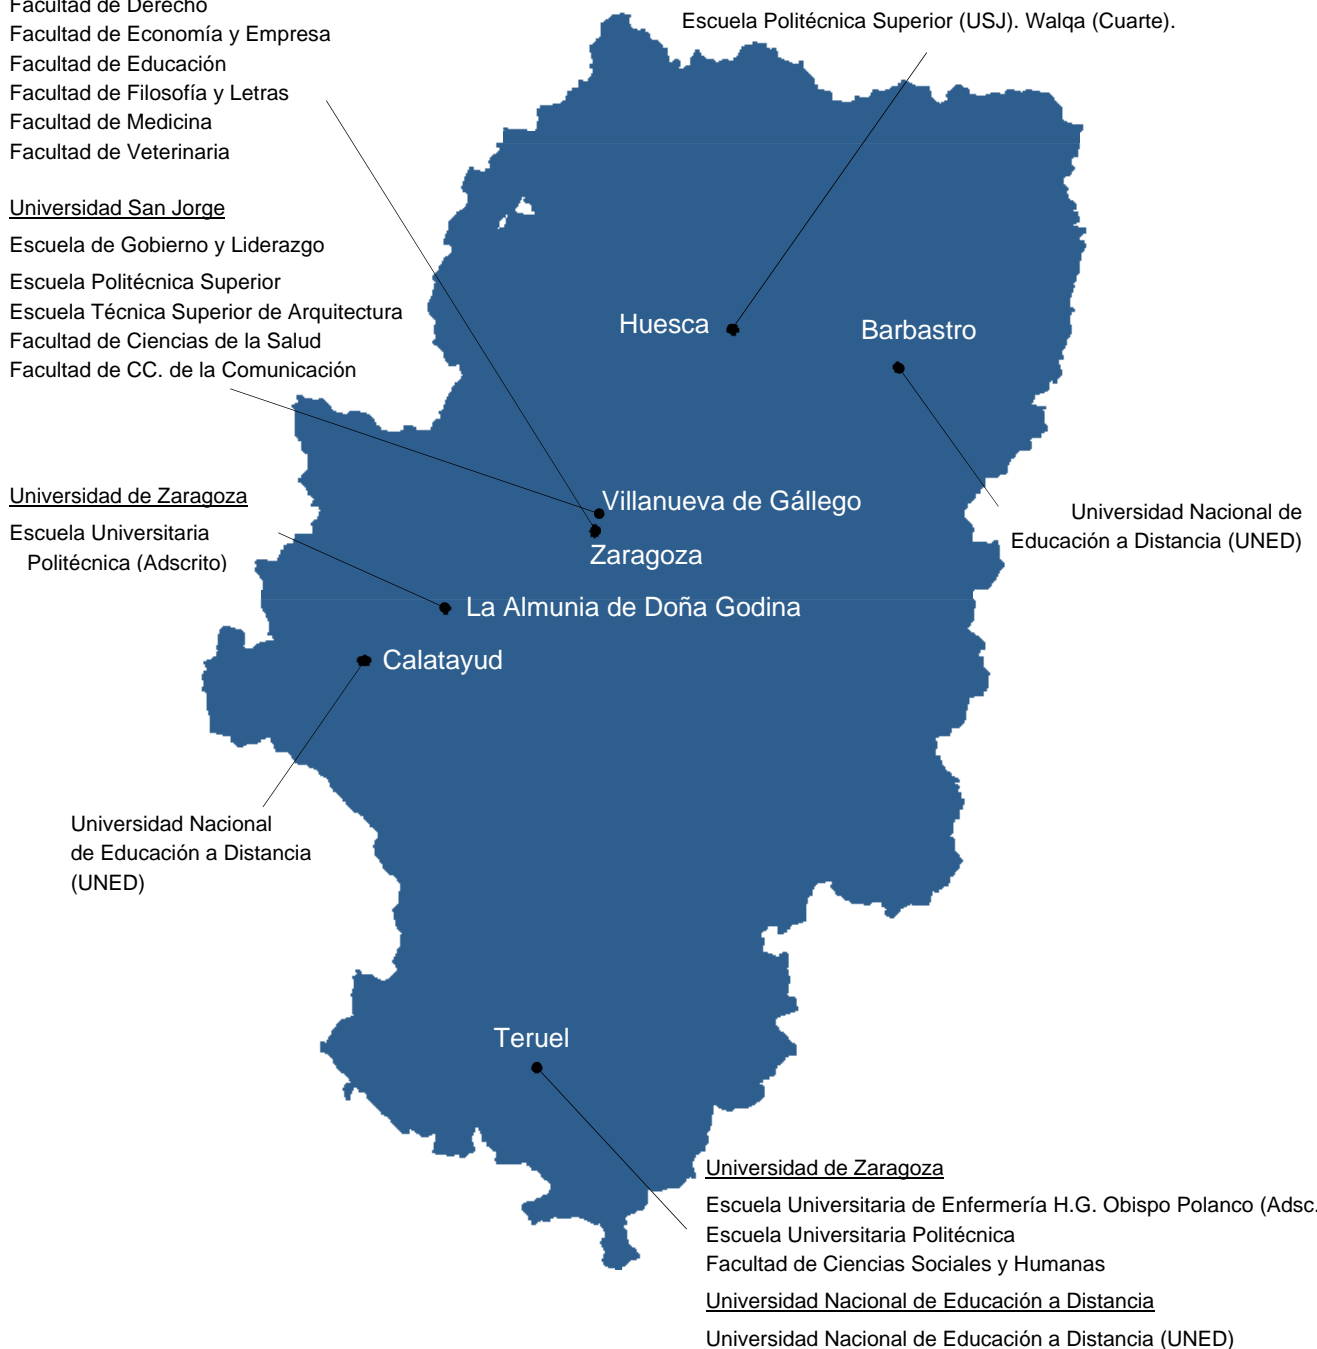 Facultad de Derecho
Facultad de Economía y Empresa
Facultad de Educación
Facultad de Filosofía y Letras
Facultad de Medicina
Facultad de Veterinaria
Universidad San Jorge
Escuela de Gobierno y Liderazgo
Escuela Politécnica Superior
Escuela Técnica Superior de Arquitectura
Facultad de Ciencias de la Salud
Facultad de CC. de la Comunicación
Universidad de Zaragoza
Escuela Universitaria
Politécnica (Adscrito)
Escuela Politécnica Superior (USJ). Walqa (Cuarte).
Huesca
Barbastro
Villanueva de Gállego
Zaragoza
La Almunia de Doña Godina
Calatayud
Universidad Nacional de
Educación a Distancia (UNED)
Universidad Nacional
de Educación a Distancia
(UNED)
Teruel
Universidad de Zaragoza
Escuela Universitaria de Enfermería H.G. Obispo Polanco (Adsc.
Escuela Universitaria Politécnica
Facultad de Ciencias Sociales y Humanas
Universidad Nacional de Educación a Distancia
Universidad Nacional de Educación a Distancia (UNED)